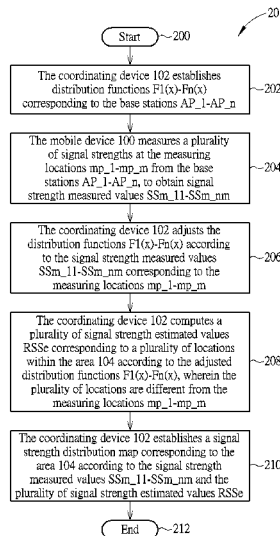 20
Start
200
The coordinating device 102 establishes
distribution functions F1(x)-Fn(x)
corresponding to the base stations AP_1-AP_n
202
The mobile device 100 measures a plurality
of signal strengths at the measuring
locations mp_1-mp_m from the base
stations AP_1-AP_n, to obtain signal
strength measured values SSm_11-SSm_nm
204
The coordinating device 102 adjusts the
distribution functions F1(x)-Fn(x) according
to the signal strength measured values
SSm_11-SSm_nm corresponding to the
measuring locations mp_1-mp_m
206
The coordinating device 102 computes a
plurality of signal strength estimated values
RSSe corresponding to a plurality of locations
within the area 104 according to the adjusted
distribution functions F1(x)-Fn(x), wherein the
plurality of locations are different from the
measuring locations mp_1-mp_m
208
The coordinating device 102 establishes a signal
strength distribution map corresponding to the
area 104 according to the signal strength
measured values SSm_11-SSm_nm and the
plurality of signal strength estimated values RSSe
210
End
212